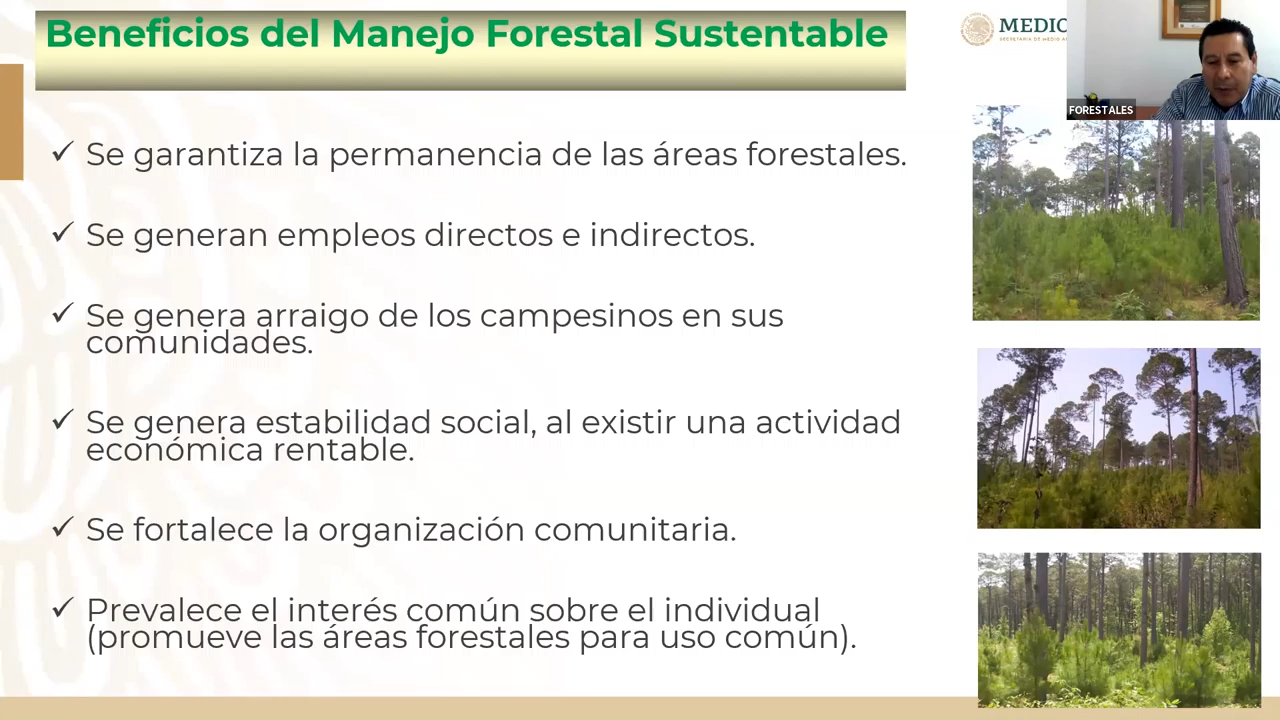 Beneficios del Manejo Forestal Sustentable
MEDIO
FORESTALES
✓ Se garantiza la permanencia de las áreas forestales.
✓ Se generan empleos directos e indirectos.
✓ Se genera arraigo de los campesinos en sus
comunidades.
✓ Se genera estabilidad social, al existir una actividad
económica rentable.
✓ Se fortalece la organización comunitaria.
✓ Prevalece el interés común sobre el individual
(promueve las áreas forestales para uso común).